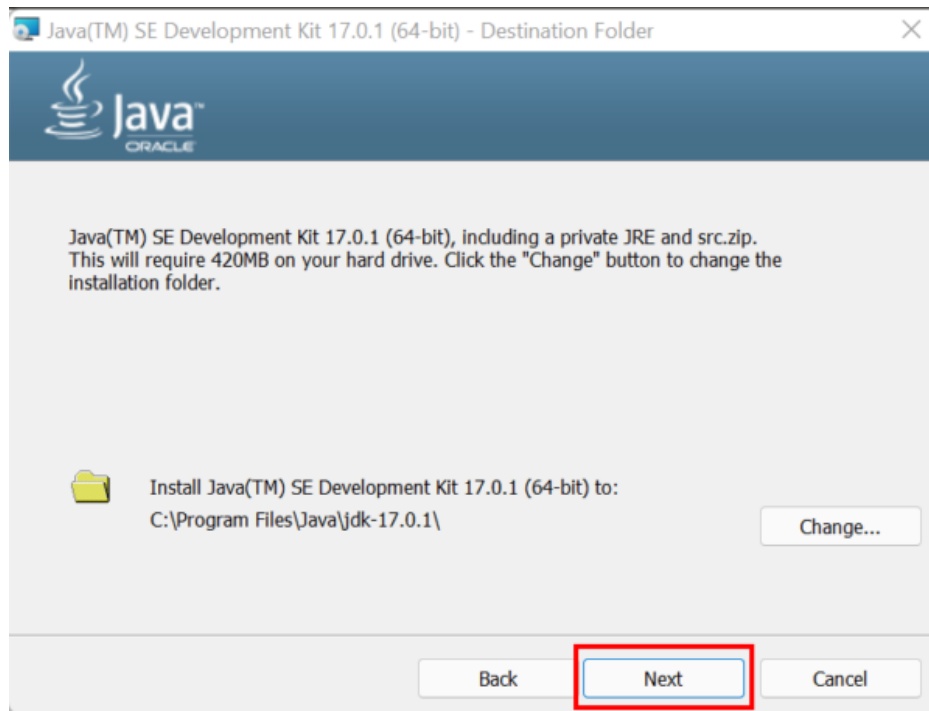 Java(TM) SE Development Kit 17.0.1 (64-bit) - Destination Folder
Java™
ORACLE
Java(TM) SE Development Kit 17.0.1 (64-bit), including a private JRE and src.zip.
This will require 420MB on your hard drive. Click the "Change" button to change the
installation folder.
Install Java(TM) SE Development Kit 17.0.1 (64-bit) to:
C:\Program Files\Java\jdk-17.0.1\
Change...
Back
Next
Cancel